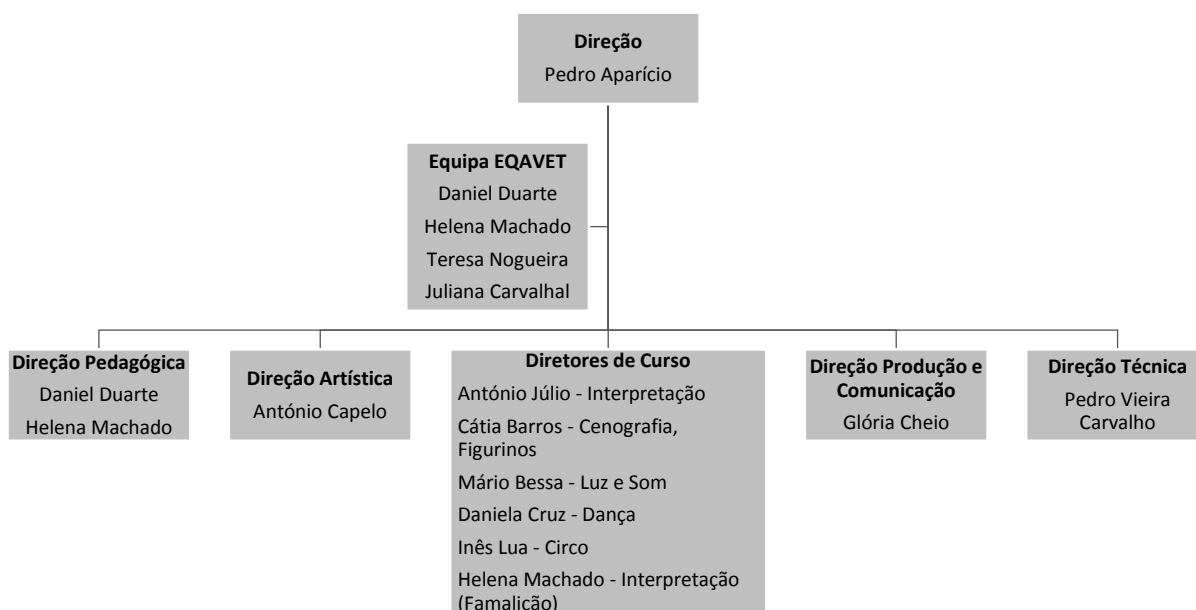 Direção
Pedro Aparício
Equipa EQAVET
Daniel Duarte
Helena Machado
Teresa Nogueira
Juliana Carvalhal
Direção Pedagógica
Daniel Duarte
Helena Machado
Direção Artística
António Capelo
Diretores de Curso
António Júlio - Interpretação
Cátia Barros - Cenografia,
Figurinos
Mário Bessa - Luz e Som
Daniela Cruz - Dança
Inês Lua - Circo
Helena Machado - Interpretação
(Famalicão)
Direção Produção e
Comunicação
Glória Cheio
Direção Técnica
Pedro Vieira
Carvalho